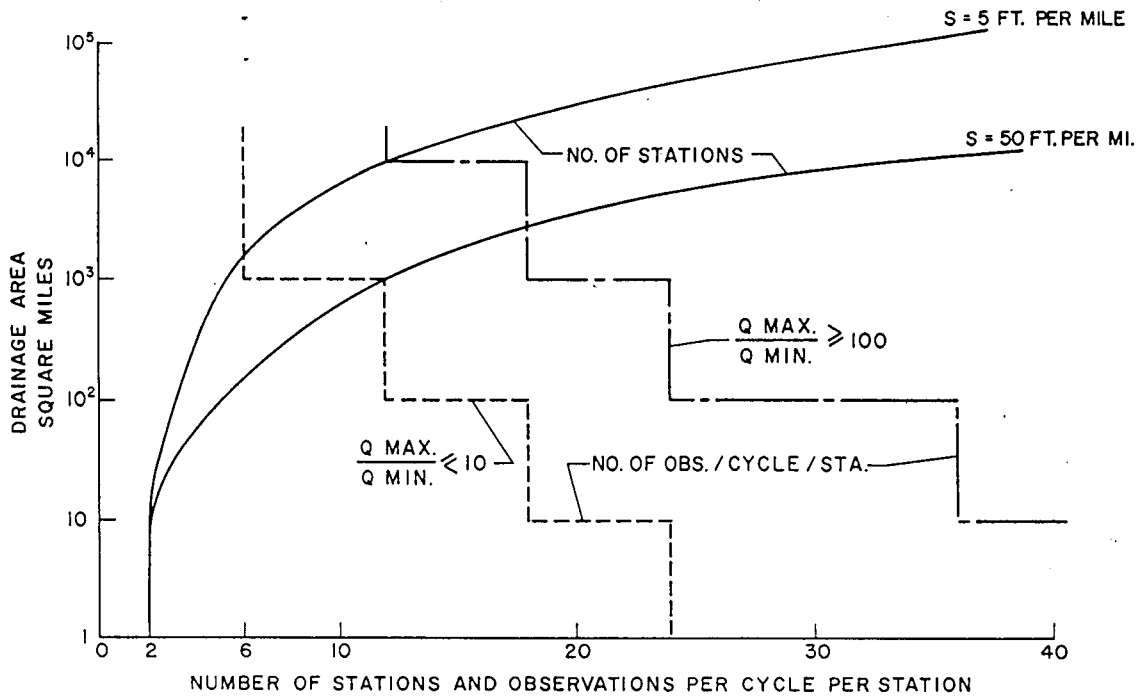 S = 5 FT. PER MILE
10⁵
S = 50 FT. PER MI.
NO. OF STATIONS
10⁴
DRAINAGE AREA
SQUARE MILES
10³
Q MAX.
Q MIN. ⩾ 100
10²
Q MAX.
Q MIN. ⩽ 10
NO. OF OBS. / CYCLE / STA.
10
1
0 2 6 10 20 30 40
NUMBER OF STATIONS AND OBSERVATIONS PER CYCLE PER STATION